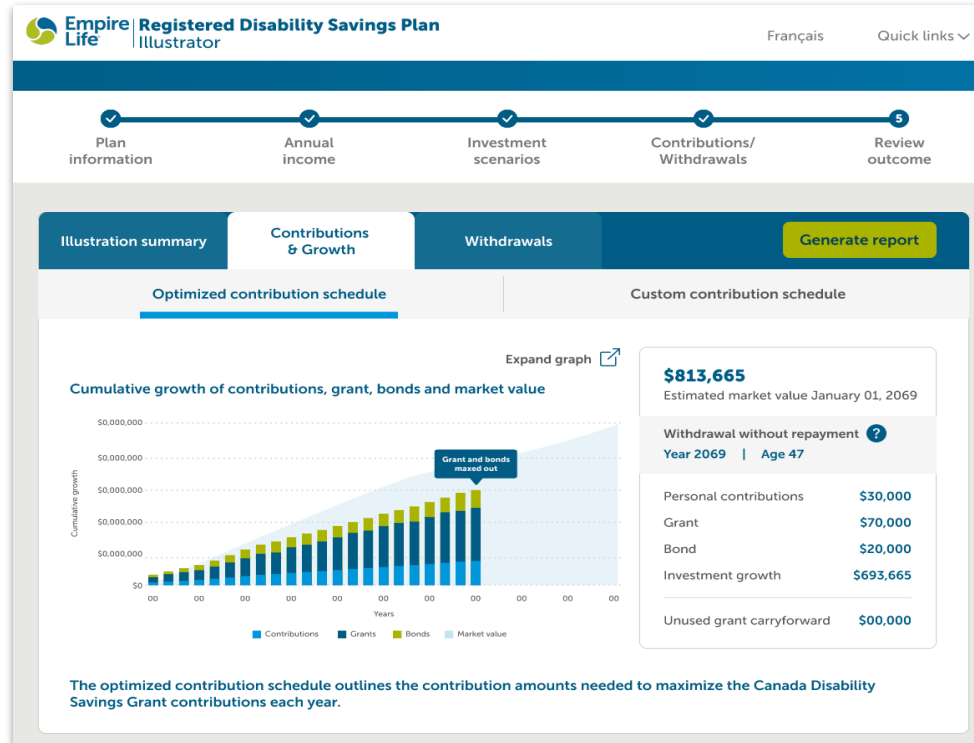 Empire Life
Registered Disability Savings Plan
Illustrator
Français
Quick links
5
Plan information
Annual income
Investment scenarios
Contributions/ Withdrawals
Review outcome
Illustration summary
Contributions & Growth
Withdrawals
Generate report
Optimized contribution schedule
Custom contribution schedule
Expand graph
Cumulative growth of contributions, grant, bonds and market value
Cumulative growth
$0,000,000
$0,000,000
$0,000,000
$0,000,000
$0,000,000
$0
Grant and bonds
maxed out
00 00 00 00 00 00 00 00 00 00 00
Years
Contributions Grants Bonds Market value
$813,665
Estimated market value January 01, 2069
Withdrawal without repayment ?
Year 2069 | Age 47
Personal contributions $30,000
Grant $70,000
Bond $20,000
Investment growth $693,665
Unused grant carryforward $00,000
The optimized contribution schedule outlines the contribution amounts needed to maximize the Canada Disability
Savings Grant contributions each year.